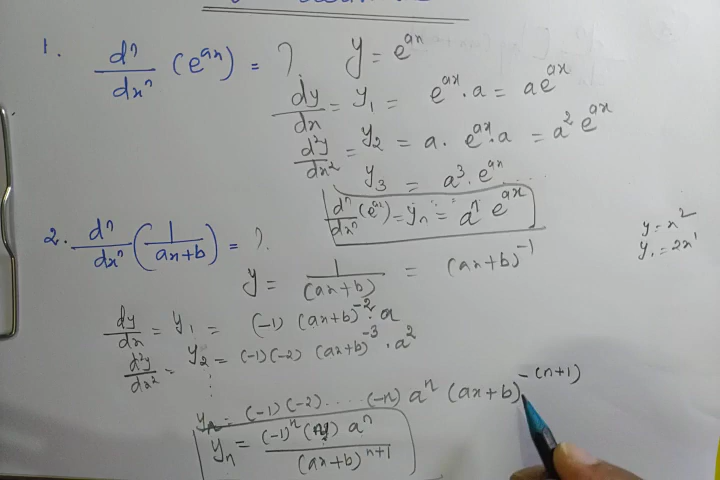 1. dⁿ/dxⁿ (e^ax) = ? y = e^ax
dy/dx = y₁ = e^ax · a = a e^ax
d²y/dx² = y₂ = a · e^ax · a = a² e^ax
y₃ = a³ · e^ax ....
dⁿ/dxⁿ (e^ax) = yₙ = aⁿ e^ax
2. dⁿ/dxⁿ (1/(ax+b)) = ?
y = 1/(ax+b) = (ax+b)^-1
y = x²
y₁ = 2x¹
dy/dx = y₁ = (-1) (ax+b)^-2 · a
d²y/dx² = y₂ = (-1)(-2) (ax+b)^-3 · a²
yₙ = (-1)(-2) .... (-n) aⁿ (ax+b)^-(n+1)
yₙ = (-1)ⁿ (n!) aⁿ / (ax+b)^n+1